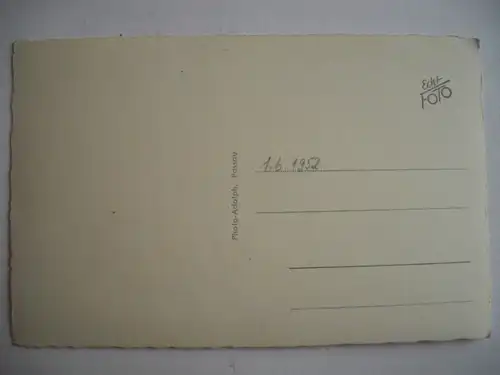 Echt
FOTO
1.6.1952
Photo-Adolph, Passau